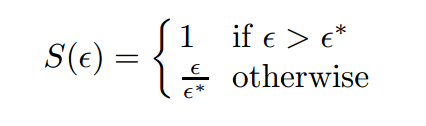 S(ϵ) = { 1 if ϵ > ϵ*
ϵ/ϵ* otherwise